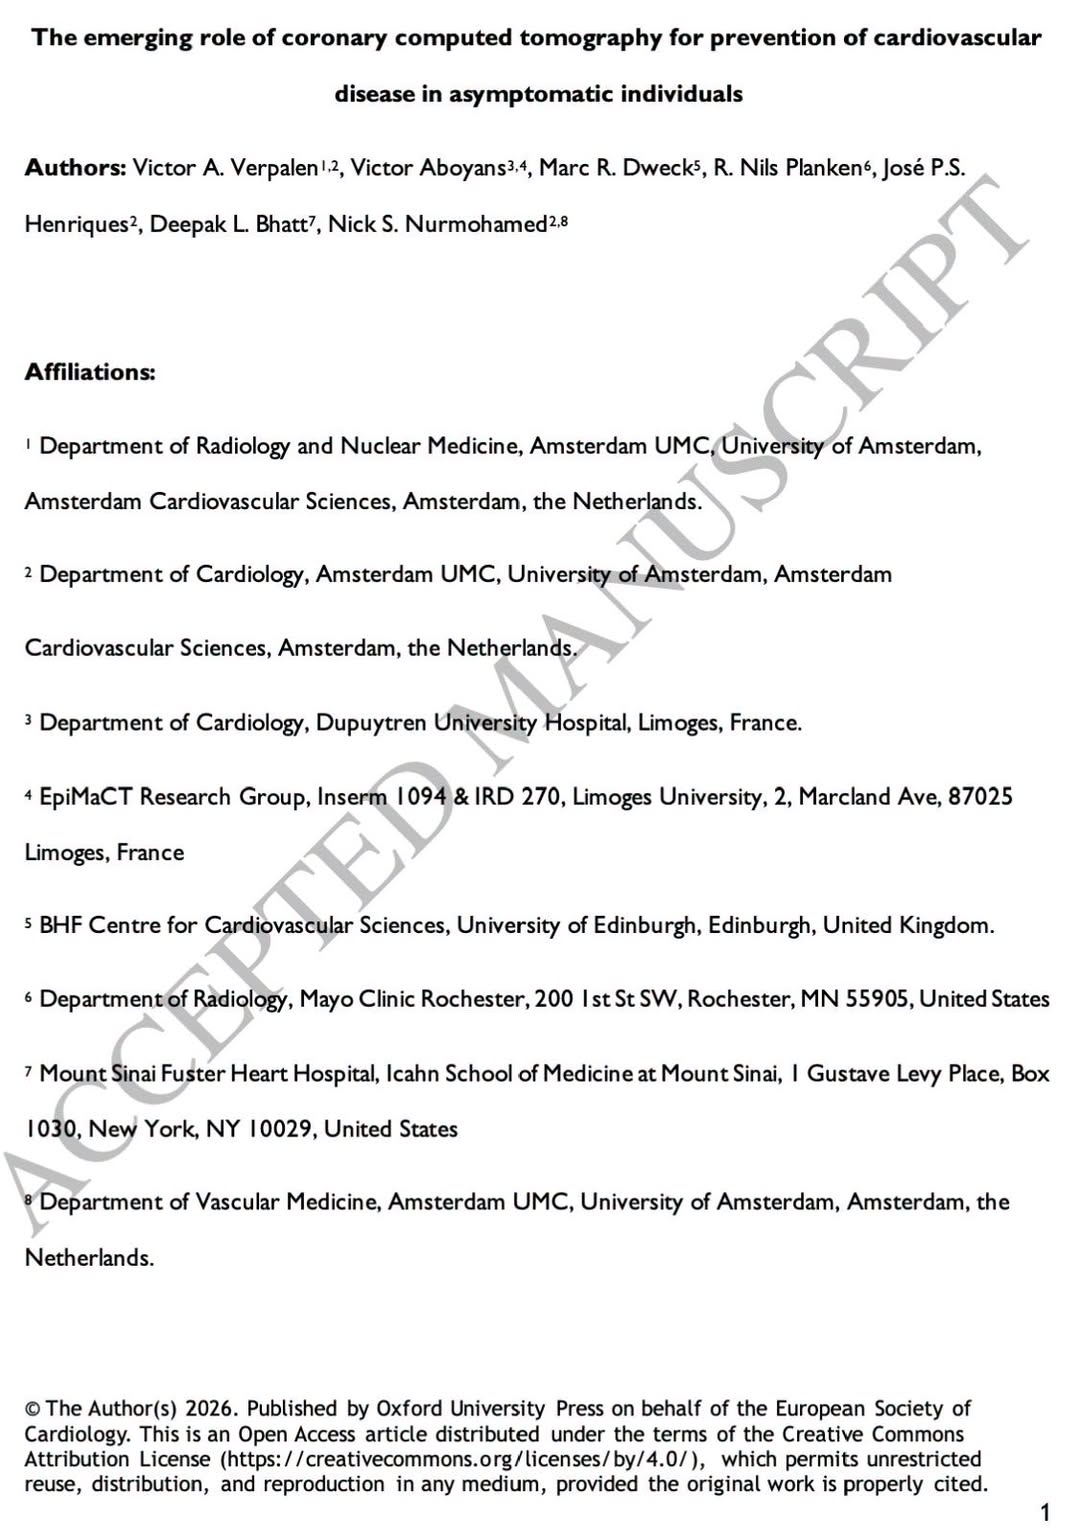 The emerging role of coronary computed tomography for prevention of cardiovascular
disease in asymptomatic individuals
Authors: Victor A. Verpalen1,2, Victor Aboyans3,4, Marc R. Dweck5, R. Nils Planken6, José P.S.
Henriques2, Deepak L. Bhatt7, Nick S. Nurmohamed2,8
Affiliations:
1 Department of Radiology and Nuclear Medicine, Amsterdam UMC, University of Amsterdam,
Amsterdam Cardiovascular Sciences, Amsterdam, the Netherlands.
2 Department of Cardiology, Amsterdam UMC, University of Amsterdam, Amsterdam
Cardiovascular Sciences, Amsterdam, the Netherlands.
3 Department of Cardiology, Dupuytren University Hospital, Limoges, France.
4 EpiMaCT Research Group, Inserm 1094 & IRD 270, Limoges University, 2, Marcland Ave, 87025
Limoges, France
5 BHF Centre for Cardiovascular Sciences, University of Edinburgh, Edinburgh, United Kingdom.
6 Department of Radiology, Mayo Clinic Rochester, 200 1st St SW, Rochester, MN 55905, United States
7 Mount Sinai Fuster Heart Hospital, Icahn School of Medicine at Mount Sinai, 1 Gustave Levy Place, Box
1030, New York, NY 10029, United States
8 Department of Vascular Medicine, Amsterdam UMC, University of Amsterdam, Amsterdam, the
Netherlands.
ACCEPTED MANUSCRIPT
© The Author(s) 2026. Published by Oxford University Press on behalf of the European Society of
Cardiology. This is an Open Access article distributed under the terms of the Creative Commons
Attribution License (https://creativecommons.org/licenses/by/4.0/), which permits unrestricted
reuse, distribution, and reproduction in any medium, provided the original work is properly cited.
1